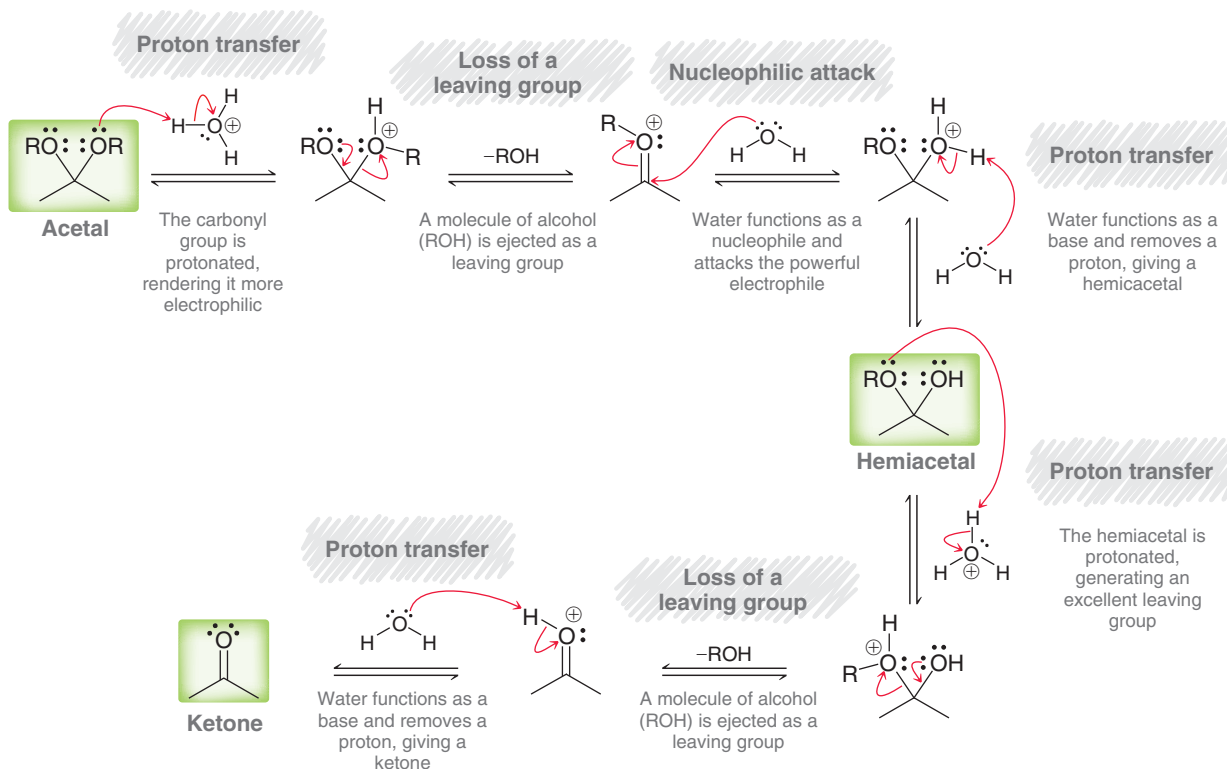 Proton transfer
Loss of a
leaving group
Nucleophilic attack
H
H
O
⊕
H
RO
OR
Acetal
The carbonyl
group is
protonated,
rendering it more
electrophilic
RO
H
O
⊕
R
–ROH
A molecule of alcohol
(ROH) is ejected as a
leaving group
R
O
⊕
O
H H
Water functions as a
nucleophile and
attacks the powerful
electrophile
RO
H
O
⊕
H
O
H H
Proton transfer
Water functions as a
base and removes a
proton, giving a
hemicacetal
RO
OH
Hemiacetal
Proton transfer
H
O
H ⊕ H
The hemiacetal is
protonated,
generating an
excellent leaving
group
H
⊕
R
O
OH
Loss of a
leaving group
–ROH
A molecule of alcohol
(ROH) is ejected as a
leaving group
H
O
⊕
Proton transfer
O
H H
Water functions as a
base and removes a
proton, giving a
ketone
O
Ketone